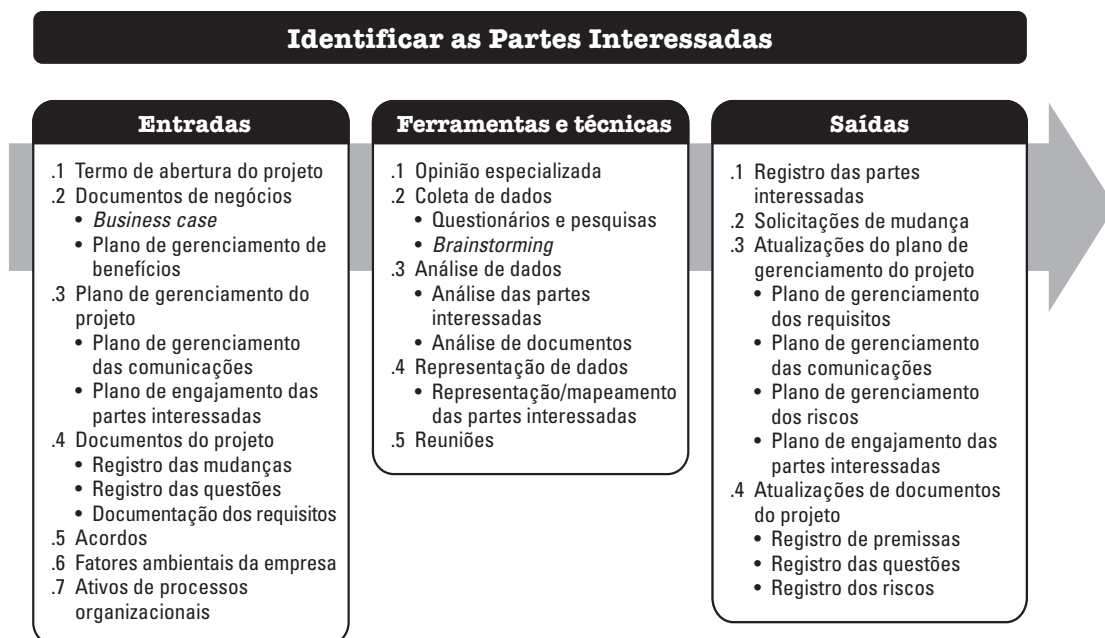 Identificar as Partes Interessadas
Entradas
.1 Termo de abertura do projeto
.2 Documentos de negócios
• Business case
• Plano de gerenciamento de
benefícios
.3 Plano de gerenciamento do
projeto
• Plano de gerenciamento
das comunicações
• Plano de engajamento das
partes interessadas
.4 Documentos do projeto
• Registro das mudanças
• Registro das questões
• Documentação dos requisitos
.5 Acordos
.6 Fatores ambientais da empresa
.7 Ativos de processos
organizacionais
Ferramentas e técnicas
.1 Opinião especializada
.2 Coleta de dados
• Questionários e pesquisas
• Brainstorming
.3 Análise de dados
• Análise das partes
interessadas
• Análise de documentos
.4 Representação de dados
• Representação/mapeamento
das partes interessadas
.5 Reuniões
Saídas
.1 Registro das partes
interessadas
.2 Solicitações de mudança
.3 Atualizações do plano de
gerenciamento do projeto
• Plano de gerenciamento
dos requisitos
• Plano de gerenciamento
das comunicações
• Plano de gerenciamento
dos riscos
• Plano de engajamento das
partes interessadas
.4 Atualizações de documentos
do projeto
• Registro de premissas
• Registro das questões
• Registro dos riscos